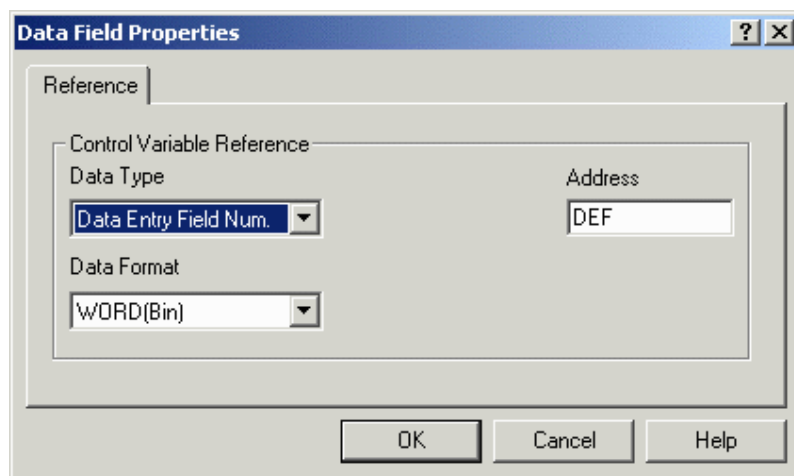 Data Field Properties ? X
Reference
Control Variable Reference
Data Type Address
Data Entry Field Num. DEF
Data Format
WORD(Bin)
OK Cancel Help